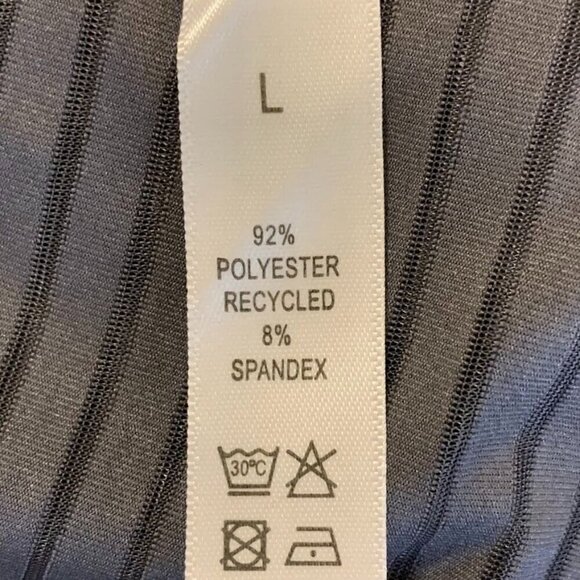 L
92%
POLYESTER
RECYCLED
8%
SPANDEX
30°C